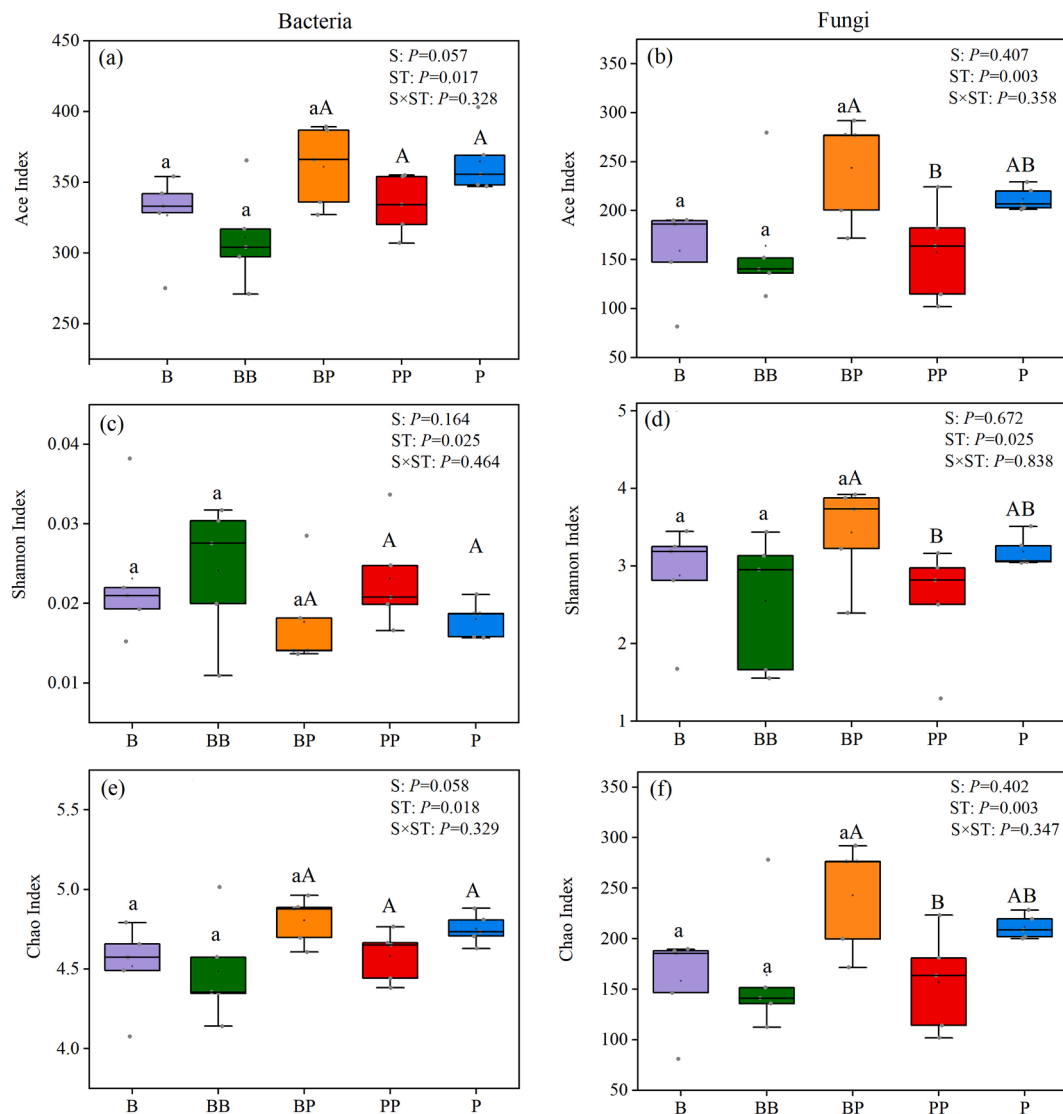 Bacteria
Fungi
(a)
S: P=0.057
ST: P=0.017
S×ST: P=0.328
Ace Index
450
400
350
300
250
a
a
aA
A
A
B BB BP PP P
(b)
S: P=0.407
ST: P=0.003
S×ST: P=0.358
Ace Index
350
300
250
200
150
100
50
a
a
aA
B
AB
B BB BP PP P
(c)
S: P=0.164
ST: P=0.025
S×ST: P=0.464
Shannon Index
0.04
0.03
0.02
0.01
a
a
aA
A
A
B BB BP PP P
(d)
S: P=0.672
ST: P=0.025
S×ST: P=0.838
Shannon Index
5
4
3
2
1
a
a
aA
B
AB
B BB BP PP P
(e)
S: P=0.058
ST: P=0.018
S×ST: P=0.329
Chao Index
5.5
5.0
4.5
4.0
a
a
aA
A
A
B BB BP PP P
(f)
S: P=0.402
ST: P=0.003
S×ST: P=0.347
Chao Index
350
300
250
200
150
100
50
a
a
aA
B
AB
B BB BP PP P